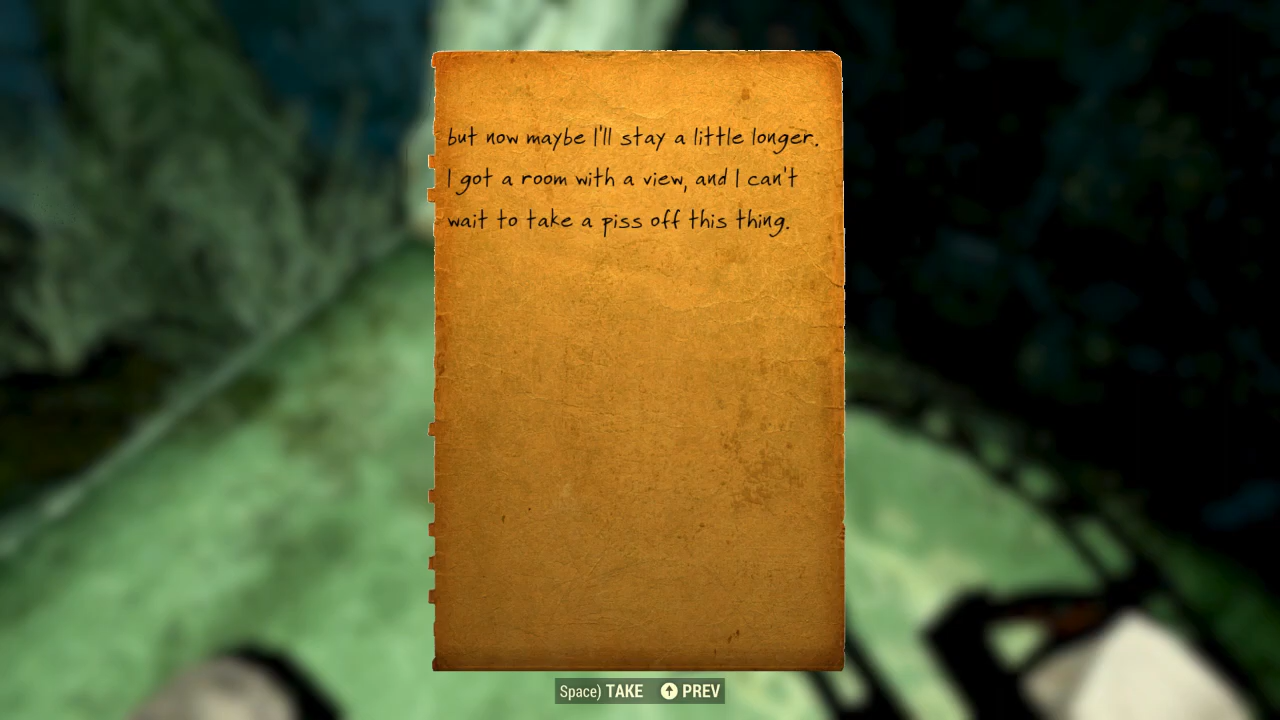 but now maybe I'll stay a little longer.
I got a room with a view, and I can't
wait to take a piss off this thing.
Space) TAKE PREV